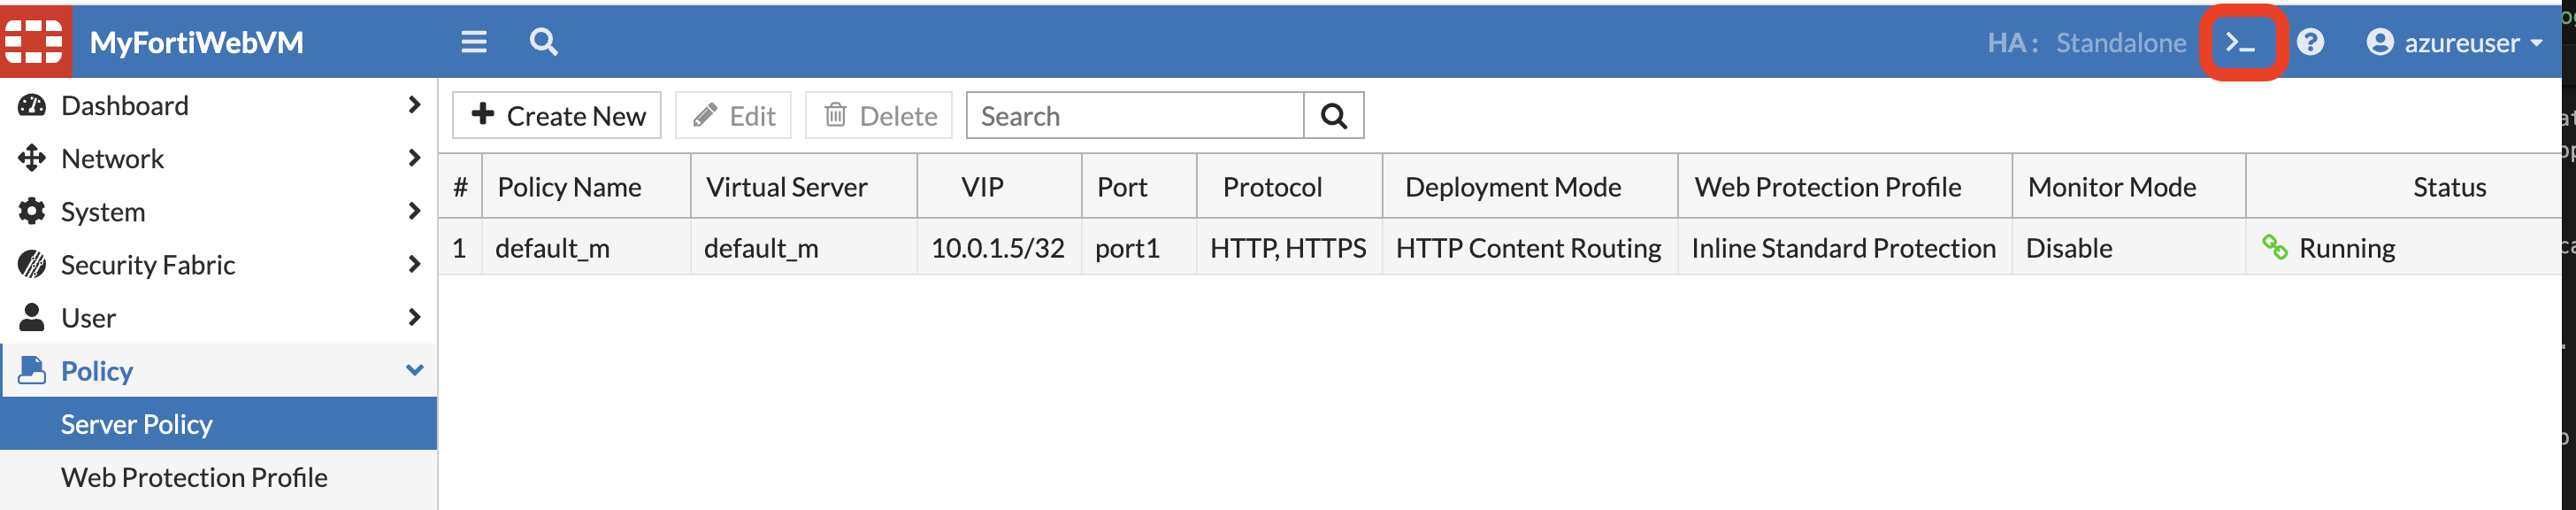 MyFortiWebVM
HA: Standalone >_ ? azureuser
Dashboard
Network
System
Security Fabric
User
Policy
Server Policy
Web Protection Profile
Create New Edit Delete Search
# Policy Name Virtual Server VIP Port Protocol Deployment Mode Web Protection Profile Monitor Mode Status
1 default_m default_m 10.0.1.5/32 port1 HTTP, HTTPS HTTP Content Routing Inline Standard Protection Disable Running